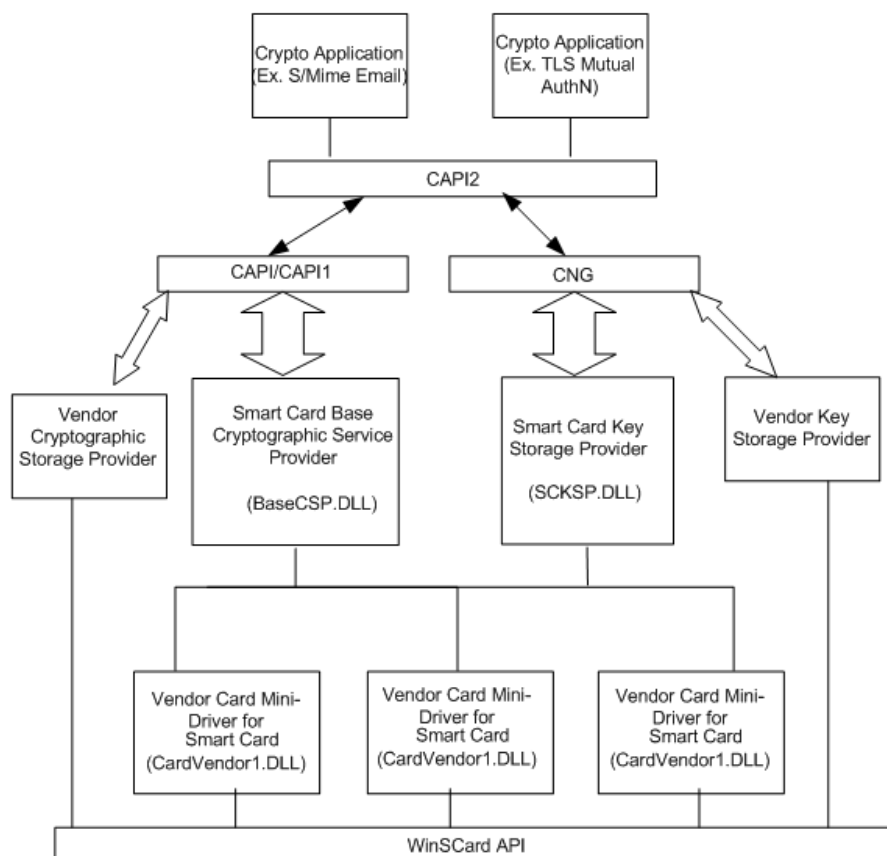 Crypto Application
(Ex. S/Mime Email)
Crypto Application
(Ex. TLS Mutual
AuthN)
CAPI2
CAPI/CAPI1
CNG
Vendor
Cryptographic
Storage Provider
Smart Card Base
Cryptographic Service
Provider
(BaseCSP.DLL)
Smart Card Key
Storage Provider
(SCKSP.DLL)
Vendor Key
Storage Provider
Vendor Card Mini-
Driver for
Smart Card
(CardVendor1.DLL)
Vendor Card Mini-
Driver for
Smart Card
(CardVendor1.DLL)
Vendor Card Mini-
Driver for
Smart Card
(CardVendor1.DLL)
WinSCard API